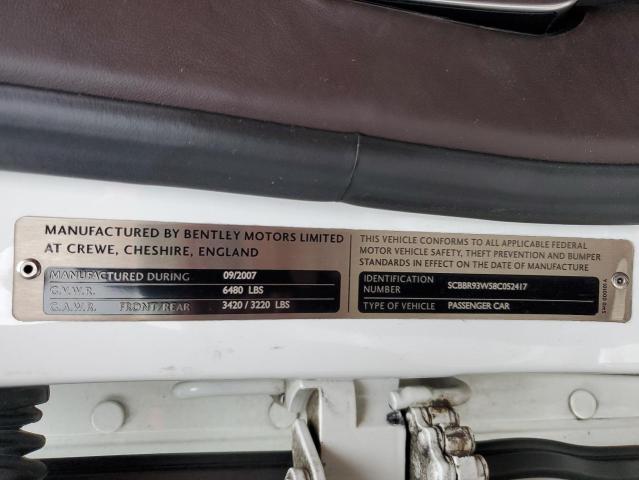 MANUFACTURED BY BENTLEY MOTORS LIMITED
AT CREWE, CHESHIRE, ENGLAND
MANUFACTURED DURING 09/2007
G.V.W.R. 6480 LBS
G.A.W.R. FRONT/REAR 3420 / 3220 LBS
THIS VEHICLE CONFORMS TO ALL APPLICABLE FEDERAL
MOTOR VEHICLE SAFETY, THEFT PREVENTION AND BUMPER
STANDARDS IN EFFECT ON THE DATE OF MANUFACTURE
IDENTIFICATION
NUMBER SCBBR93W58C052417
TYPE OF VEHICLE PASSENGER CAR